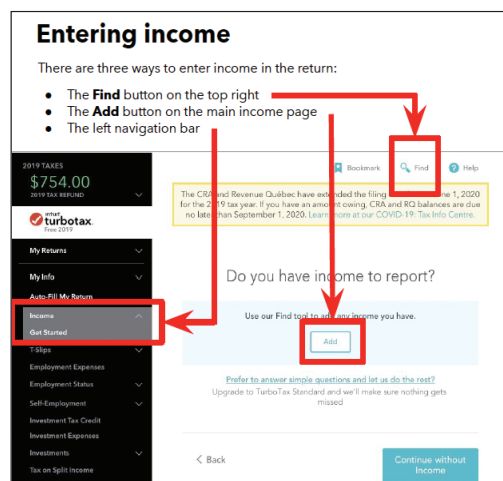 Entering income
There are three ways to enter income in the return:
● The Find button on the top right
● The Add button on the main income page
● The left navigation bar
2019 TAXES
$754.00
2019 TAX REFUND
Bookmark
Find
Help
The CRA and Revenue Québec have extended the filing une 1, 2020
for the 2019 tax year. If you have an amount owing, CRA and RQ balances are due
no later than September 1, 2020. Learn more at our COVID-19: Tax Info Centre.
intuit
turbotax
Free 2019
My Returns
My Info
Auto-Fill My Return
Income
Get Started
T-Slips
Employment Expenses
Employment Status
Self-Employment
Investment Tax Credit
Investment Expenses
Investments
Tax on Split Income
Do you have income to report?
Use our Find tool to add any income you have.
Add
Prefer to answer simple questions and let us do the rest?
Upgrade to TurboTax Standard and we'll make sure nothing gets
missed
< Back
Continue without
Income